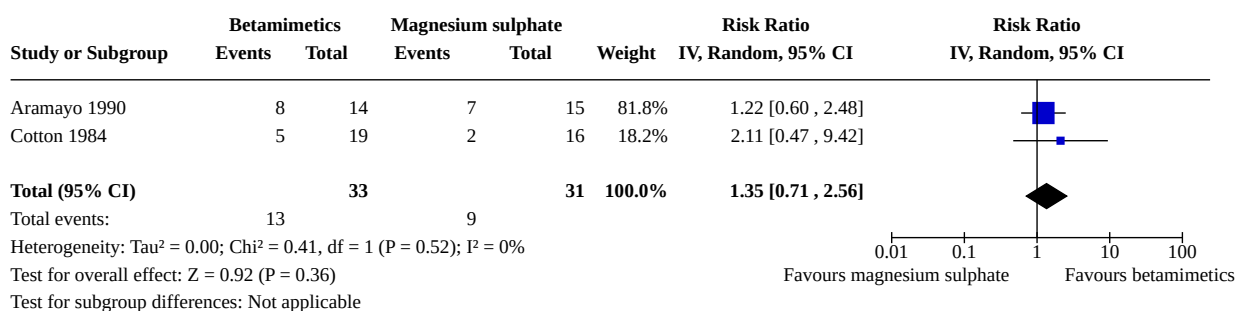 Betamimetics Magnesium sulphate Risk Ratio Risk Ratio
Study or Subgroup Events Total Events Total Weight IV, Random, 95% CI IV, Random, 95% CI
Aramayo 1990 8 14 7 15 81.8% 1.22 [0.60 , 2.48]
Cotton 1984 5 19 2 16 18.2% 2.11 [0.47 , 9.42]
Total (95% CI) 33 31 100.0% 1.35 [0.71 , 2.56]
Total events: 13 9
Heterogeneity: Tau² = 0.00; Chi² = 0.41, df = 1 (P = 0.52); I² = 0%
0.01 0.1 1 10 100
Test for overall effect: Z = 0.92 (P = 0.36) Favours magnesium sulphate Favours betamimetics
Test for subgroup differences: Not applicable